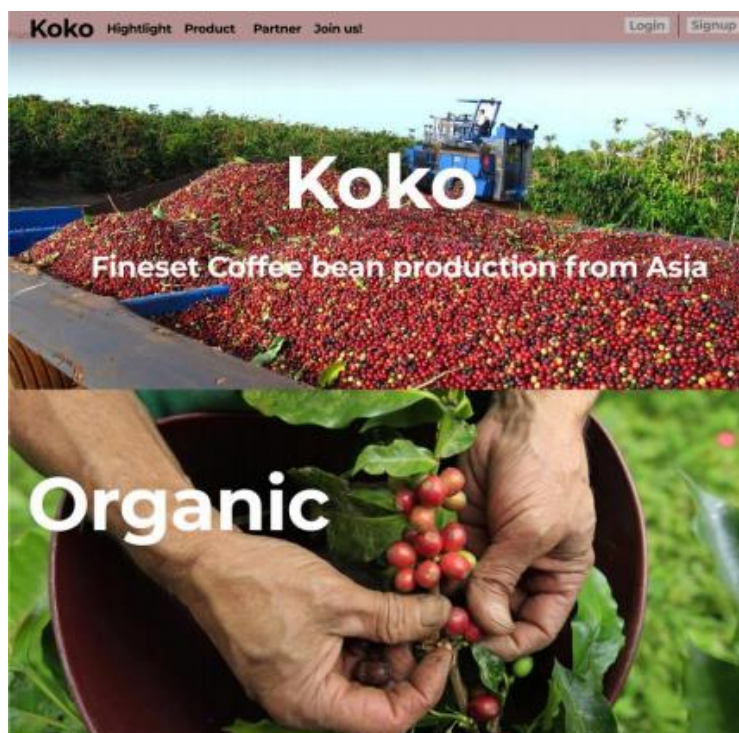 Koko Hightlight Product Partner Join us! Login Signup
Koko
Fineset Coffee bean production from Asia
Organic